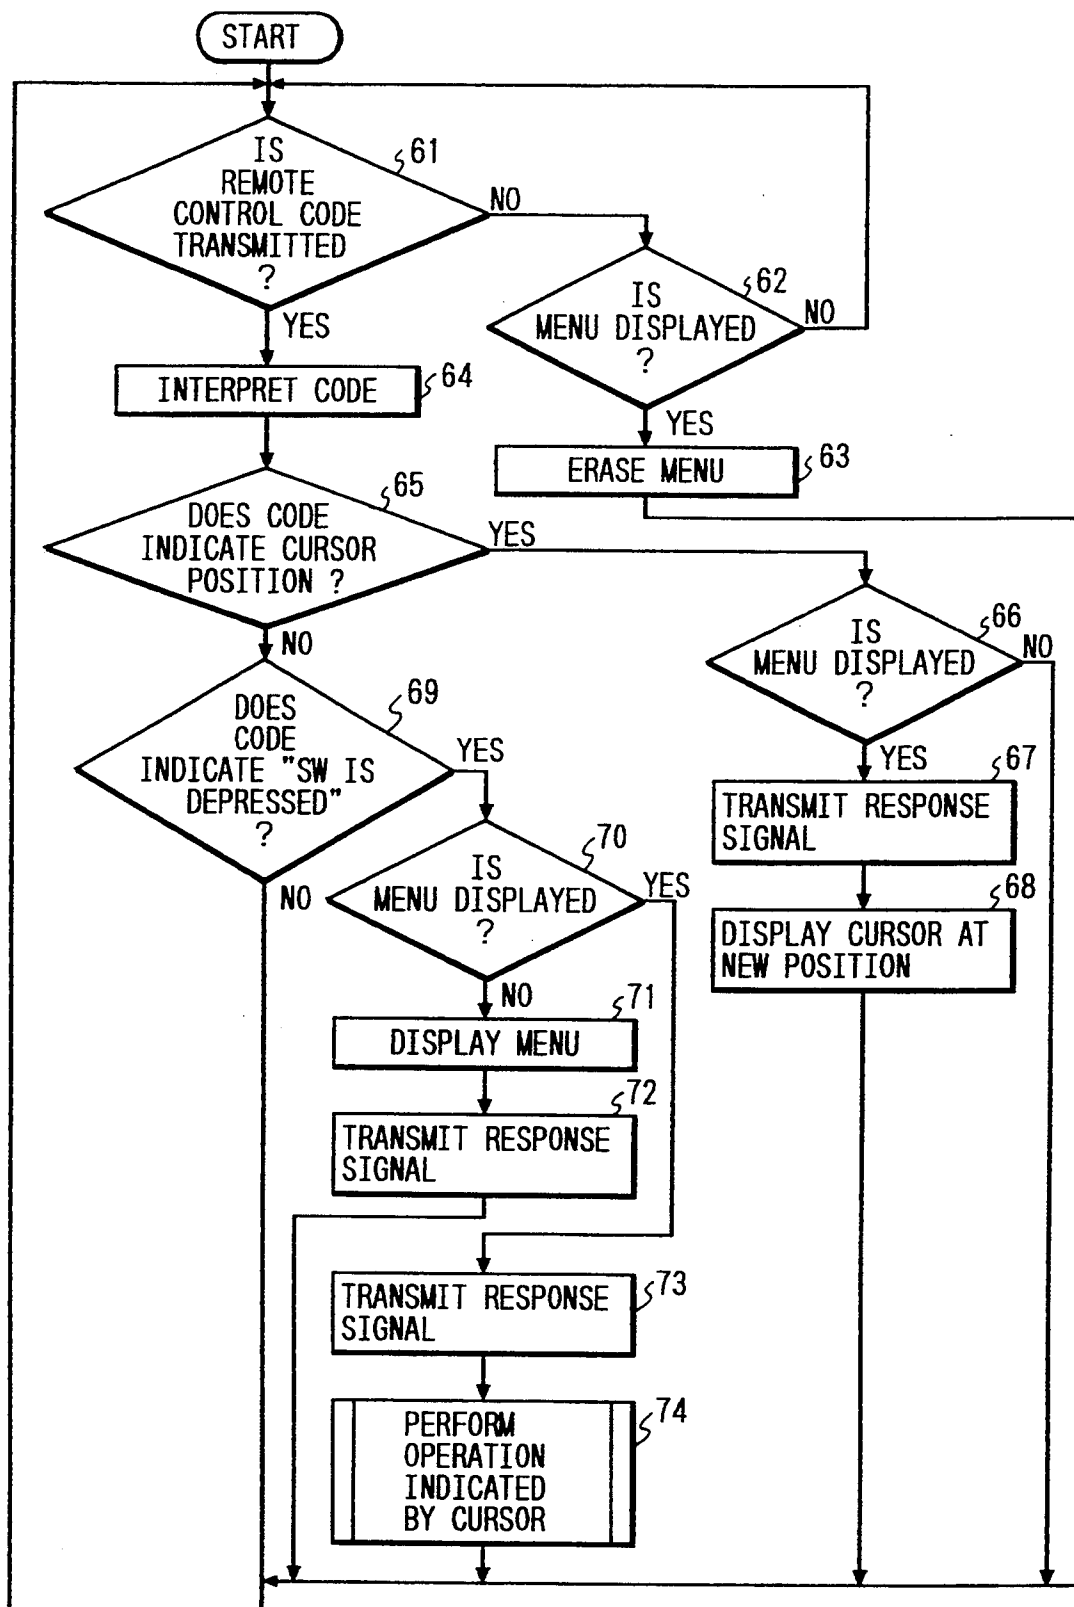 START
IS
REMOTE
CONTROL CODE
TRANSMITTED
?
61
NO
YES
IS
MENU DISPLAYED
?
62
NO
YES
INTERPRET CODE
64
ERASE MENU
63
DOES CODE
INDICATE CURSOR
POSITION ?
65
YES
NO
IS
MENU DISPLAYED
?
66
NO
YES
DOES
CODE
INDICATE "SW IS
DEPRESSED"
?
69
YES
NO
TRANSMIT RESPONSE
SIGNAL
67
IS
MENU DISPLAYED
?
70
YES
NO
DISPLAY CURSOR AT
NEW POSITION
68
DISPLAY MENU
71
TRANSMIT RESPONSE
SIGNAL
72
TRANSMIT RESPONSE
SIGNAL
73
PERFORM
OPERATION
INDICATED
BY CURSOR
74